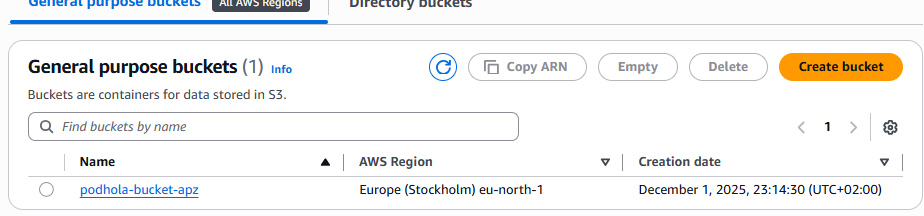 General purpose buckets All AWS Regions Directory buckets
General purpose buckets (1) Info Copy ARN Empty Delete Create bucket
Buckets are containers for data stored in S3.
Find buckets by name 1
Name AWS Region Creation date
podhola-bucket-apz Europe (Stockholm) eu-north-1 December 1, 2025, 23:14:30 (UTC+02:00)